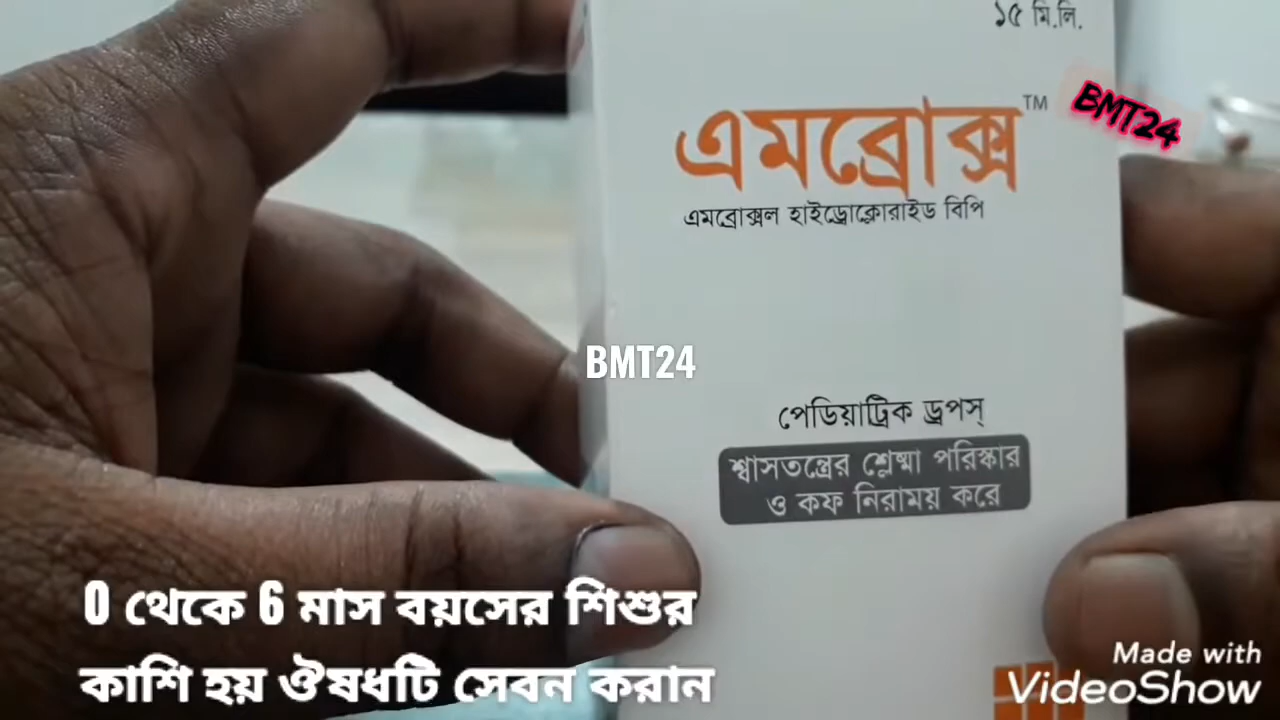 ১৫ মি.লি.
এমব্রোক্স™
BMT24
এমব্রোক্সল হাইড্রোক্লোরাইড বিপি
BMT24
পেডিয়াট্রিক ড্রপস্
শ্বাসতন্ত্রের শ্লেষ্মা পরিস্কার
ও কফ নিরাময় করে
0 থেকে 6 মাস বয়সের শিশুর
কাশি হয় ঔষধটি সেবন করান
Made with
VideoShow